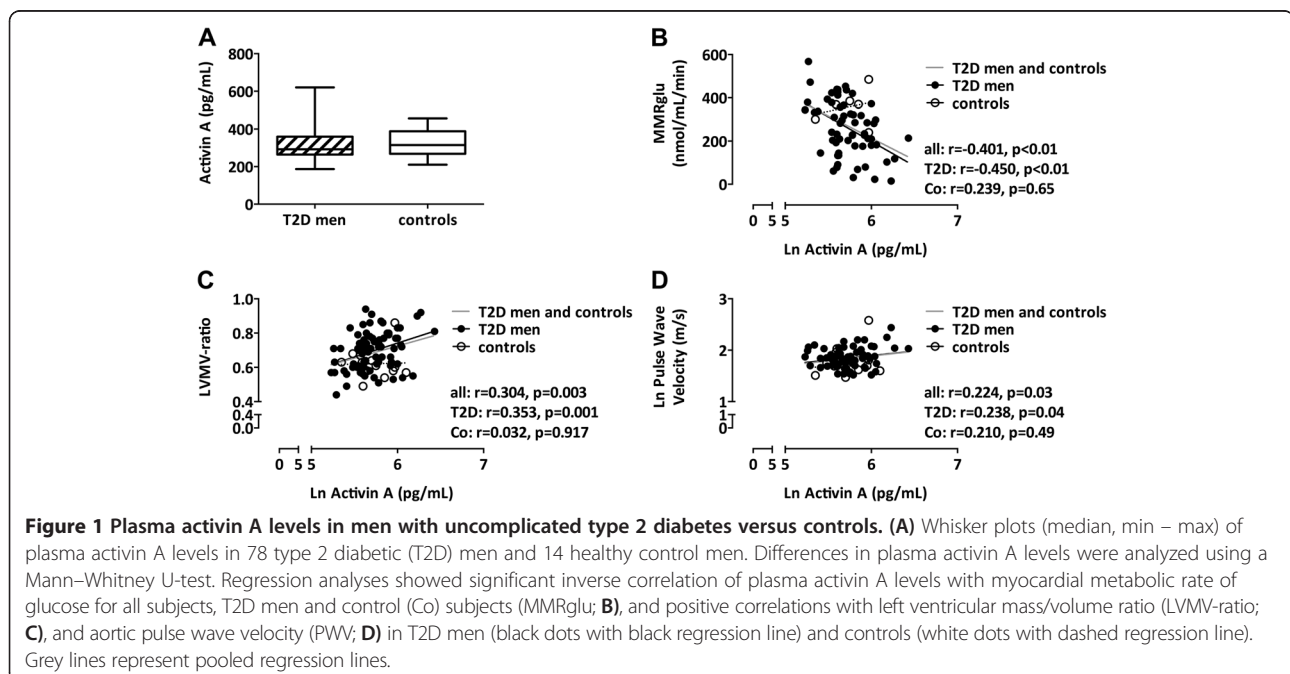 A
Activin A (pg/mL)
800
600
400
200
0
T2D men
controls
B
MMRglu
(nmol/mL/min)
600
400
200
0
T2D men and controls
T2D men
controls
all: r=-0.401, p<0.01
T2D: r=-0.450, p<0.01
Co: r=0.239, p=0.65
0 5 5 6 7
Ln Activin A (pg/mL)
C
LVMV-ratio
1.0
0.8
0.6
0.4
0.4
0.0
T2D men and controls
T2D men
controls
all: r=0.304, p=0.003
T2D: r=0.353, p=0.001
Co: r=0.032, p=0.917
0 5 5 6 7
Ln Activin A (pg/mL)
D
Ln Pulse Wave
Velocity (m/s)
3
2
1
1
0
T2D men and controls
T2D men
controls
all: r=0.224, p=0.03
T2D: r=0.238, p=0.04
Co: r=0.210, p=0.49
0 5 5 6 7
Ln Activin A (pg/mL)
Figure 1 Plasma activin A levels in men with uncomplicated type 2 diabetes versus controls. (A) Whisker plots (median, min – max) of
plasma activin A levels in 78 type 2 diabetic (T2D) men and 14 healthy control men. Differences in plasma activin A levels were analyzed using a
Mann–Whitney U-test. Regression analyses showed significant inverse correlation of plasma activin A levels with myocardial metabolic rate of
glucose for all subjects, T2D men and control (Co) subjects (MMRglu; B), and positive correlations with left ventricular mass/volume ratio (LVMV-ratio;
C), and aortic pulse wave velocity (PWV; D) in T2D men (black dots with black regression line) and controls (white dots with dashed regression line).
Grey lines represent pooled regression lines.